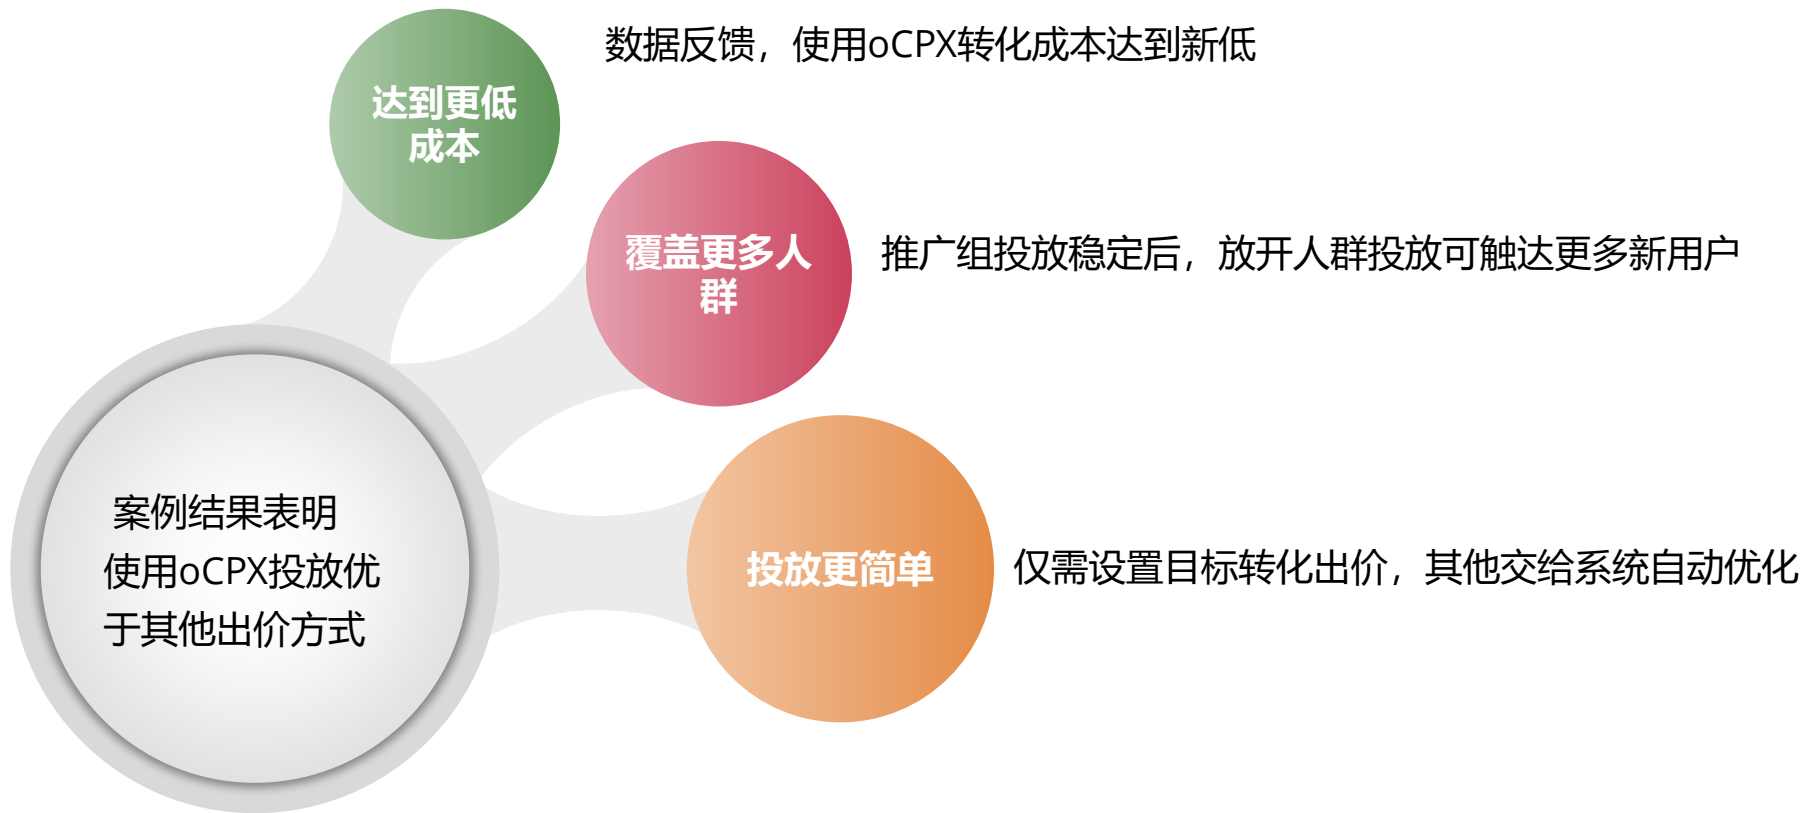 数据反馈，使用oCPX转化成本达到新低
达到更低
成本
覆盖更多人
群
推广组投放稳定后，放开人群投放可触达更多新用户
案例结果表明
使用oCPX投放优
于其他出价方式
投放更简单
仅需设置目标转化出价，其他交给系统自动优化